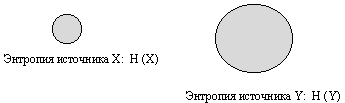 Энтропия источника X: H (X)
Энтропия источника Y: H (Y)